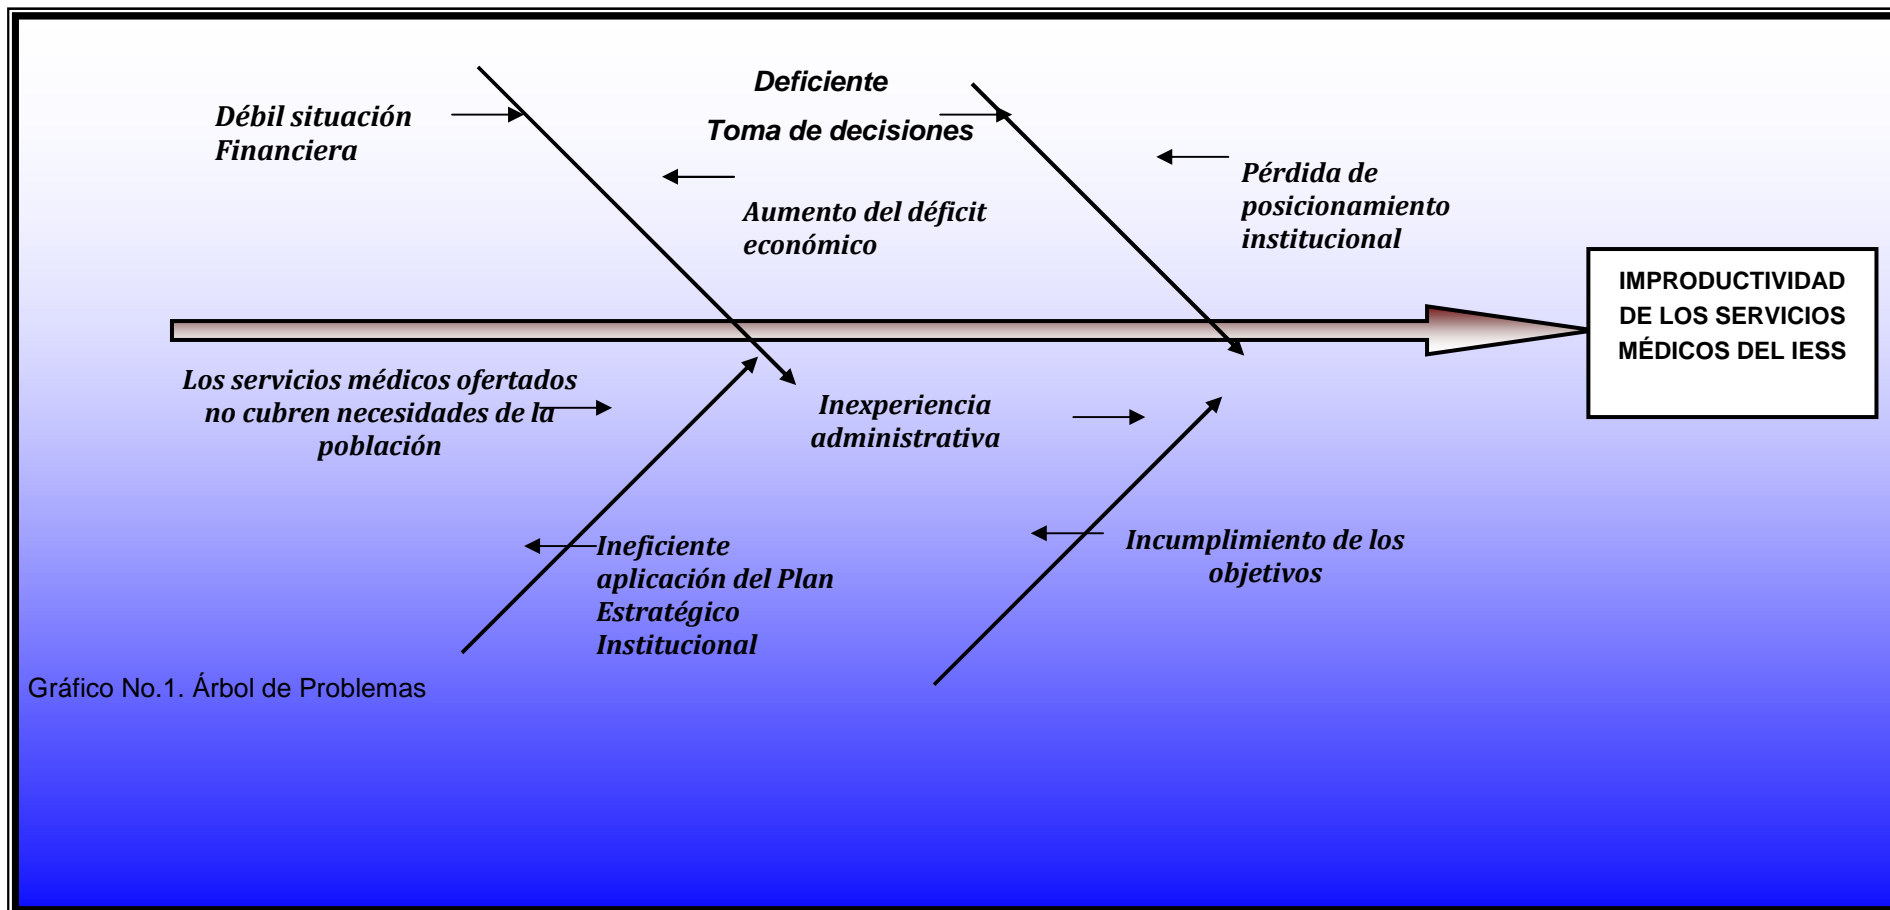 Débil situación
Financiera
Deficiente
Toma de decisiones
Aumento del déficit
económico
Pérdida de
posicionamiento
institucional
IMPRODUCTIVIDAD
DE LOS SERVICIOS
MÉDICOS DEL IESS
Los servicios médicos ofertados
no cubren necesidades de la
población
Inexperiencia
administrativa
Ineficiente
aplicación del Plan
Estratégico
Institucional
Incumplimiento de los
objetivos
Gráfico No.1. Árbol de Problemas